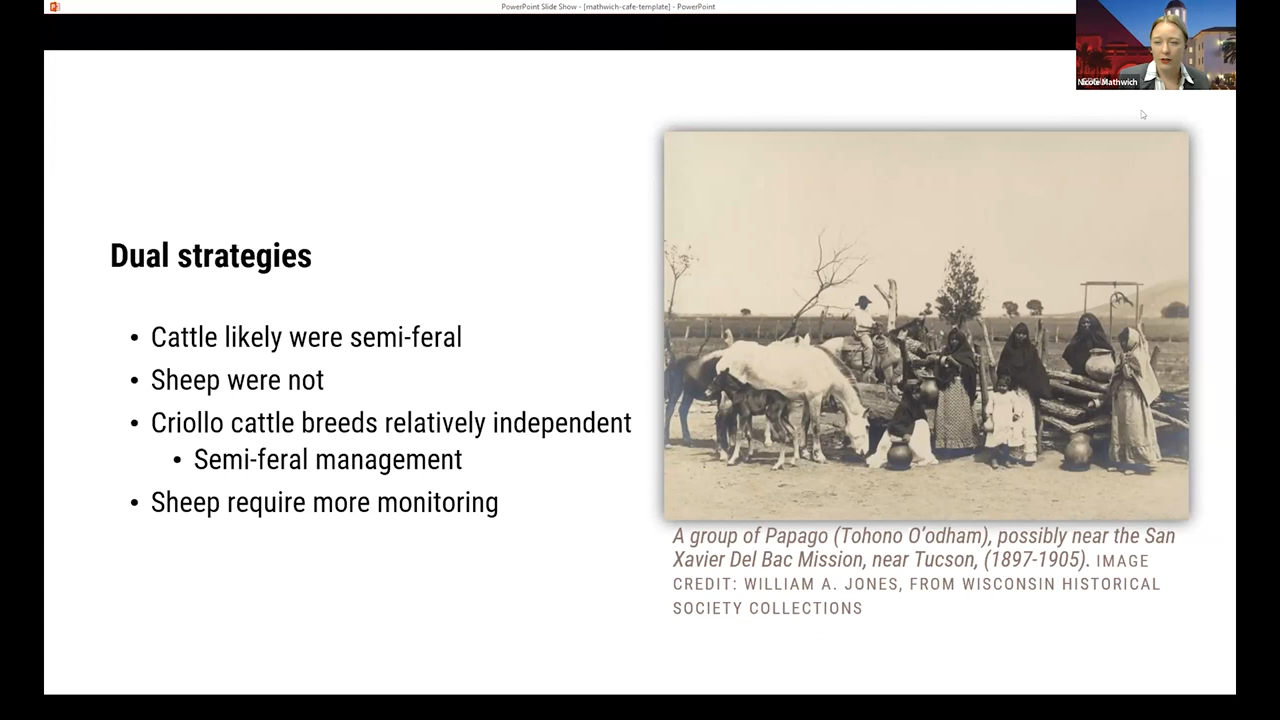 PowerPoint Slide Show - [mathwich-cafe-template] - PowerPoint
Nicole Mathwich
Dual strategies
• Cattle likely were semi-feral
• Sheep were not
• Criollo cattle breeds relatively independent
• Semi-feral management
• Sheep require more monitoring
A group of Papago (Tohono O’odham), possibly near the San
Xavier Del Bac Mission, near Tucson, (1897-1905). IMAGE
CREDIT: WILLIAM A. JONES, FROM WISCONSIN HISTORICAL
SOCIETY COLLECTIONS